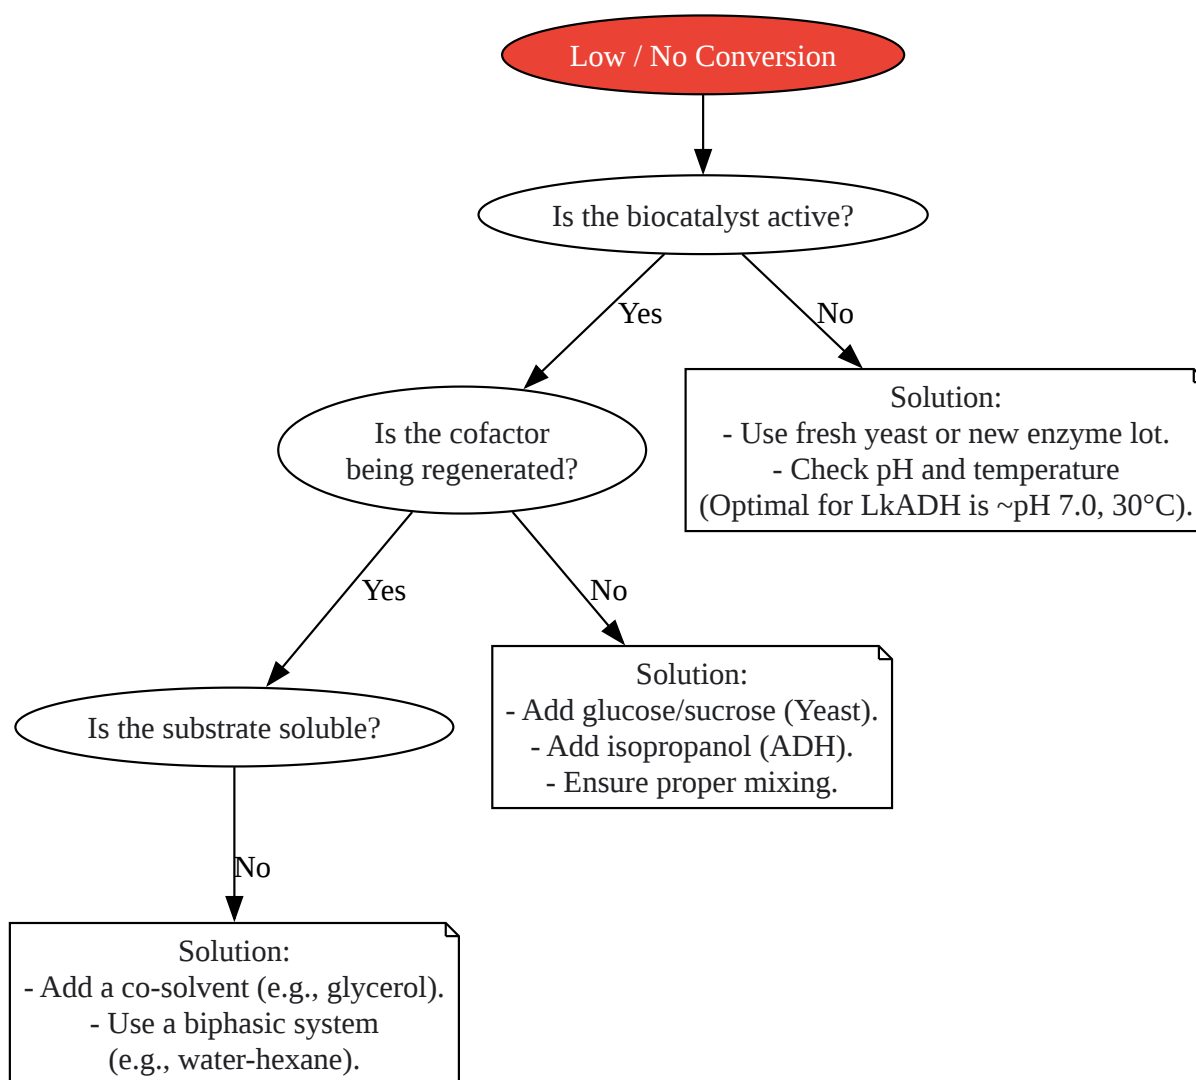 Low / No Conversion
Is the biocatalyst active?
Yes
No
Is the cofactor
being regenerated?
Solution:
- Use fresh yeast or new enzyme lot.
- Check pH and temperature
(Optimal for LkADH is ~pH 7.0, 30°C).
Yes
No
Is the substrate soluble?
Solution:
- Add glucose/sucrose (Yeast).
- Add isopropanol (ADH).
- Ensure proper mixing.
No
Solution:
- Add a co-solvent (e.g., glycerol).
- Use a biphasic system
(e.g., water-hexane).